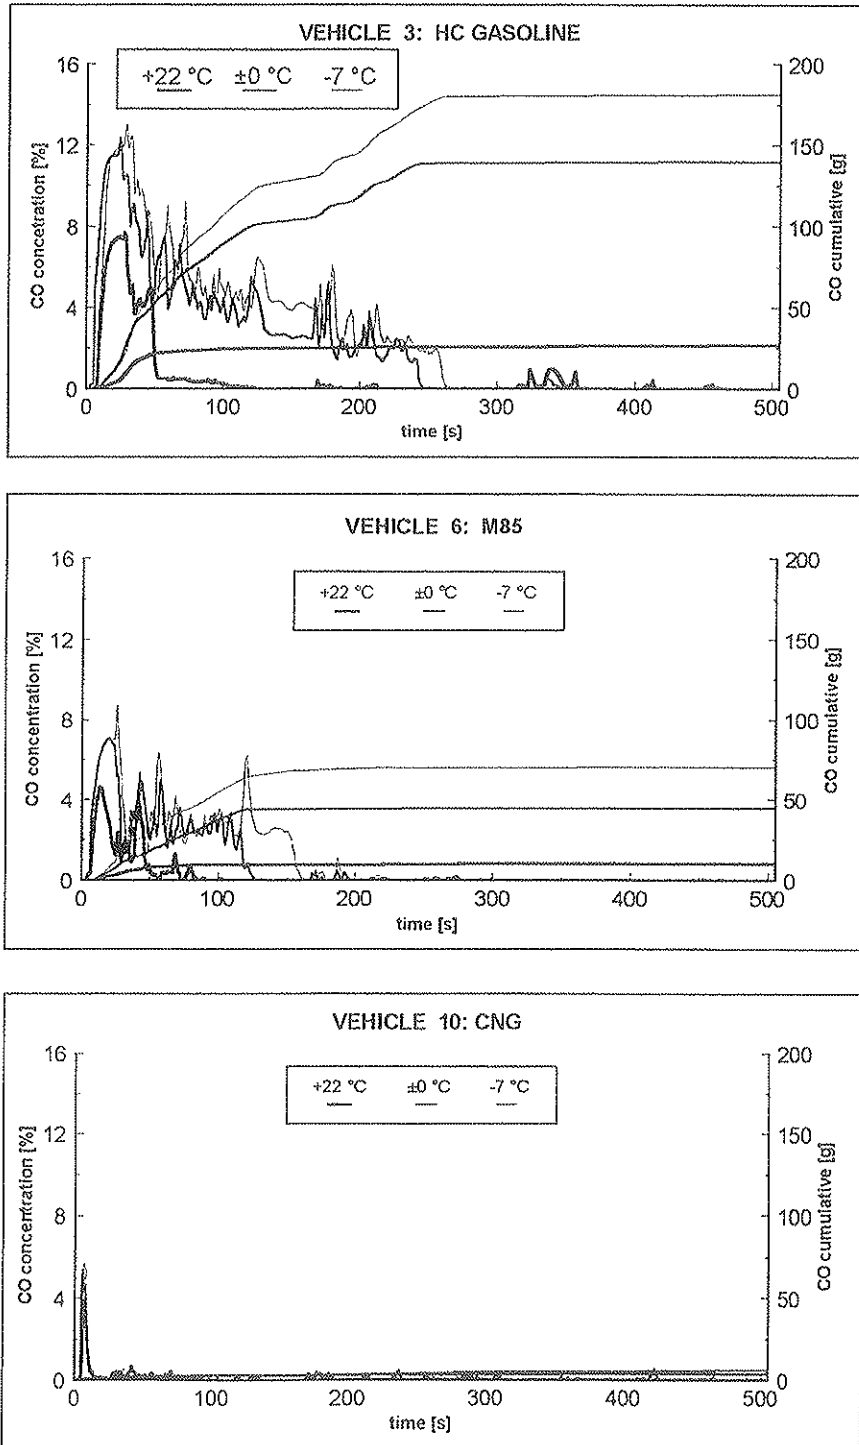 VEHICLE 3: HC GASOLINE
+22 °C ±0 °C -7 °C
16
12
8
4
0
CO concetration [%]
200
150
100
50
0
CO cumulative [g]
0 100 200 300 400 500
time [s]
VEHICLE 6: M85
+22 °C ±0 °C -7 °C
16
12
8
4
0
CO concentration [%]
200
150
100
50
0
CO cumulative [g]
0 100 200 300 400 500
time [s]
VEHICLE 10: CNG
+22 °C ±0 °C -7 °C
16
12
8
4
0
CO concentration [%]
200
150
100
50
0
CO cumulative [g]
0 100 200 300 400 500
time [s]